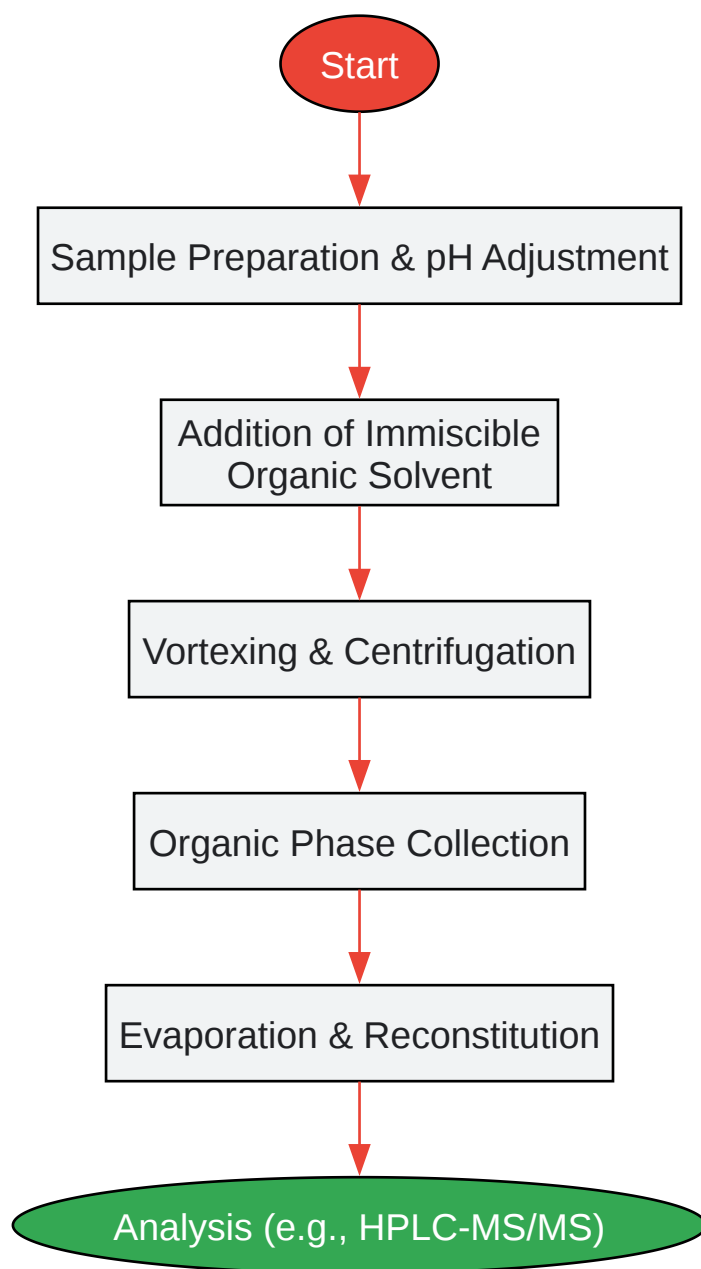 Start
Sample Preparation & pH Adjustment
Addition of Immiscible
Organic Solvent
Vortexing & Centrifugation
Organic Phase Collection
Evaporation & Reconstitution
Analysis (e.g., HPLC-MS/MS)